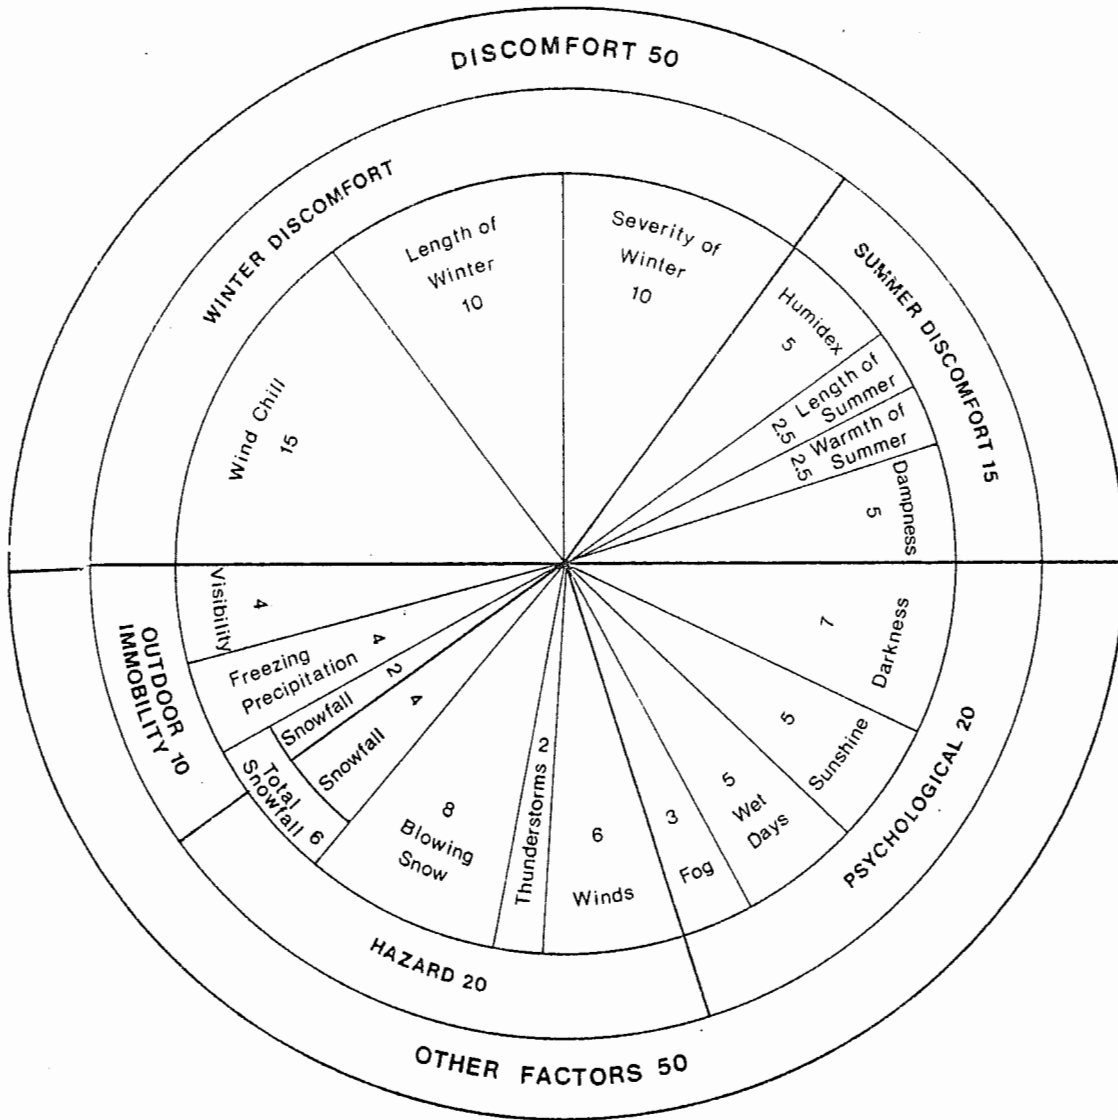 DISCOMFORT 50
WINTER DISCOMFORT
Wind Chill
15
Length of
Winter
10
Severity of
Winter
10
SUMMER DISCOMFORT 15
Humidex
5
Length of
Summer
2.5
Warmth of
Summer
2.5
Dampness
5
OTHER FACTORS 50
PSYCHOLOGICAL 20
Darkness
7
Sunshine
5
5
Wet
Days
3
Fog
HAZARD 20
6
Winds
Thunderstorms 2
8
Blowing
Snow
Snowfall 4
Total
Snowfall 6
OUTDOOR
IMMOBILITY 10
Snowfall 2
Freezing
Precipitation 4
Visibility
4